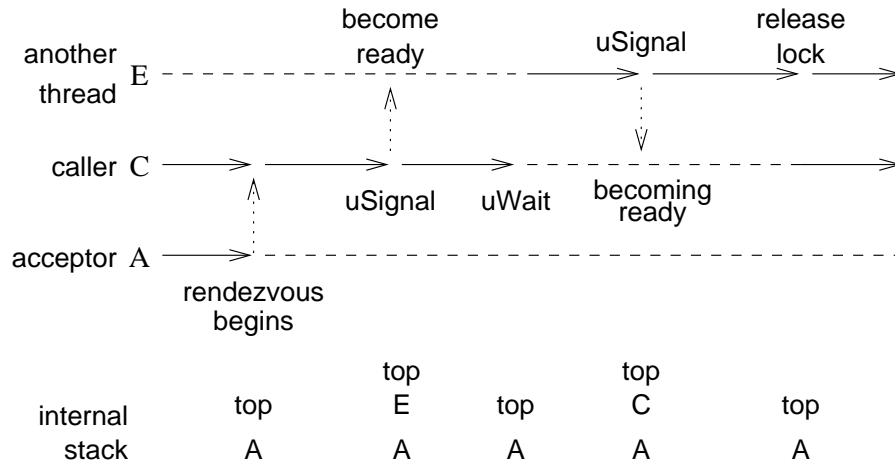 become
ready
uSignal
release
lock
another
thread
E
caller C
uSignal
uWait
becoming
ready
acceptor A
rendezvous
begins
internal
stack
top
A
top
E
A
top
A
top
C
A
top
A